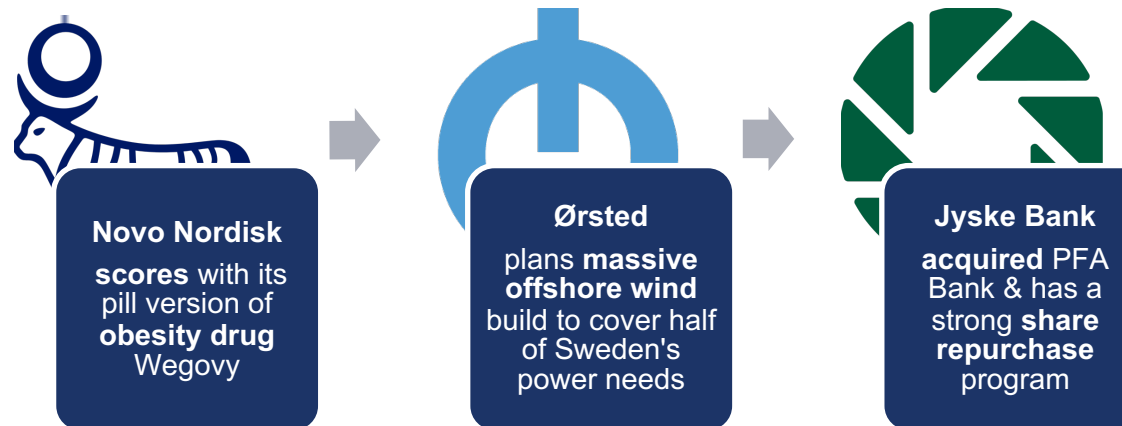 Novo Nordisk
scores with its
pill version of
obesity drug
Wegovy
Ørsted
plans massive
offshore wind
build to cover half
of Sweden's
power needs
Jyske Bank
acquired PFA
Bank & has a
strong share
repurchase
program